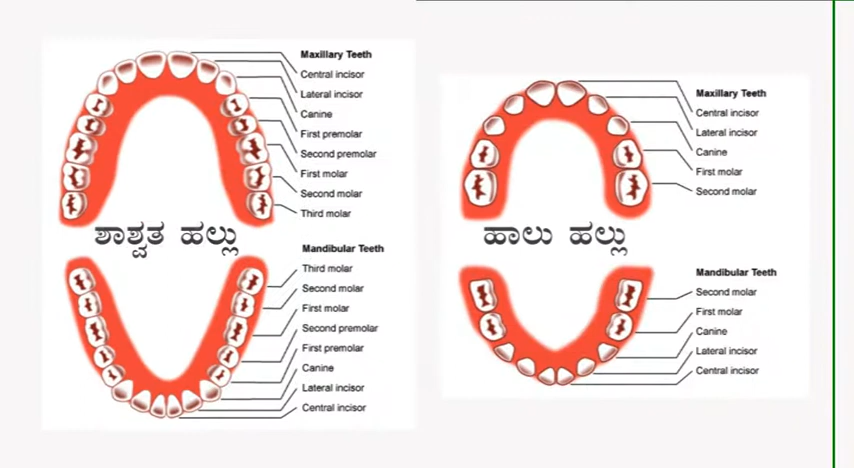 Maxillary Teeth
Central incisor
Lateral incisor
Canine
First premolar
Second premolar
First molar
Second molar
Third molar
ಶಾಶ್ವತ ಹಲ್ಲು
Mandibular Teeth
Third molar
Second molar
First molar
Second premolar
First premolar
Canine
Lateral incisor
Central incisor
Maxillary Teeth
Central incisor
Lateral incisor
Canine
First molar
Second molar
ಹಾಲು ಹಲ್ಲು
Mandibular Teeth
Second molar
First molar
Canine
Lateral incisor
Central incisor